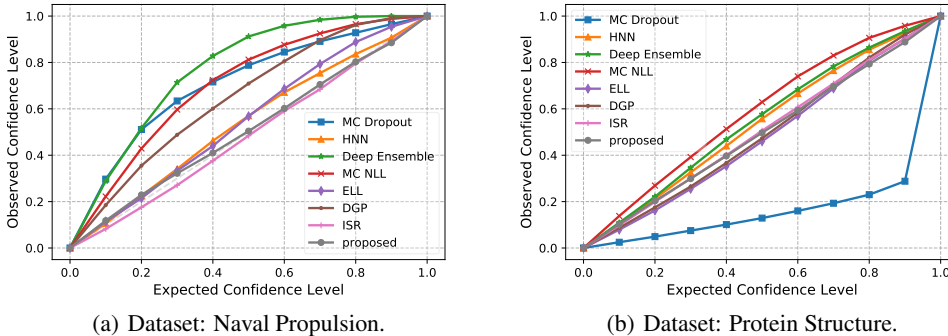 1.0
0.8
0.6
0.4
0.2
0.0
Observed Confidence Level
0.0 0.2 0.4 0.6 0.8 1.0
Expected Confidence Level
MC Dropout
HNN
Deep Ensemble
MC NLL
ELL
DGP
ISR
proposed
(a) Dataset: Naval Propulsion.
1.0
0.8
0.6
0.4
0.2
0.0
Observed Confidence Level
0.0 0.2 0.4 0.6 0.8 1.0
Expected Confidence Level
MC Dropout
HNN
Deep Ensemble
MC NLL
ELL
DGP
ISR
proposed
(b) Dataset: Protein Structure.